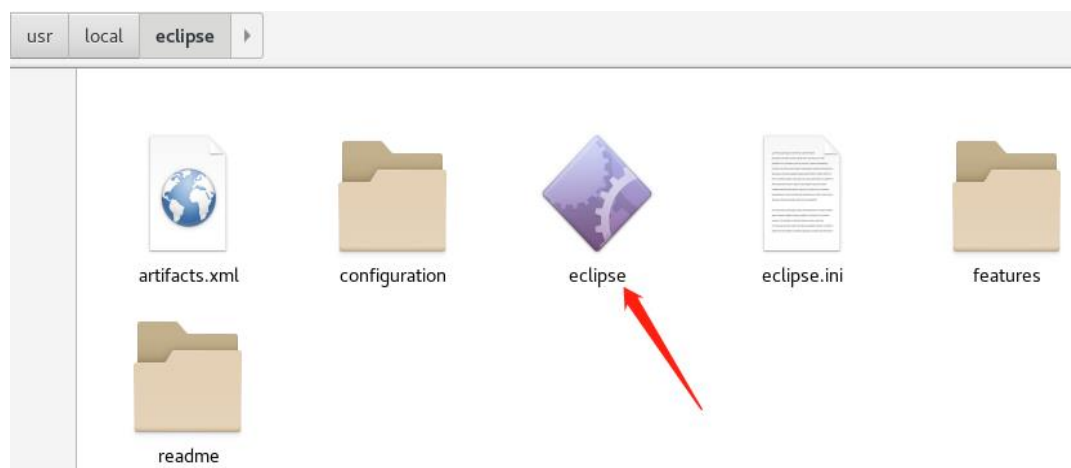 usr local eclipse
artifacts.xml configuration eclipse eclipse.ini features
readme